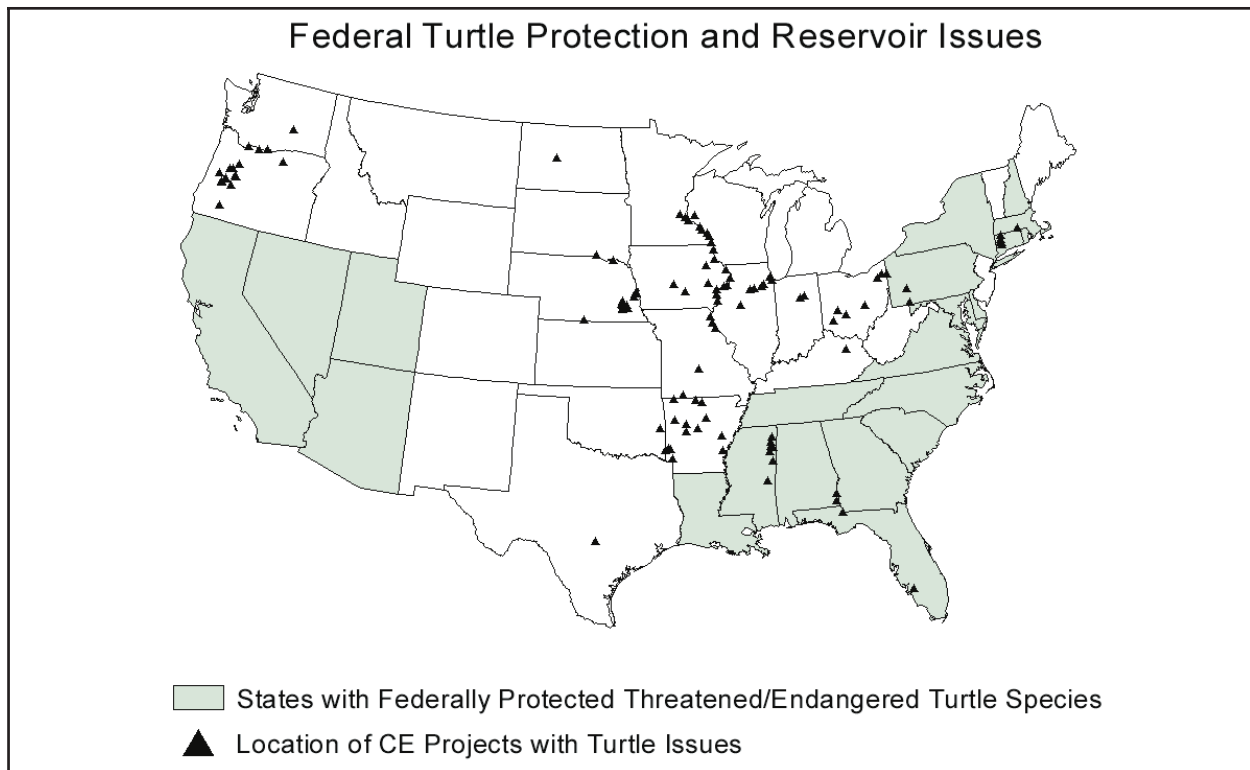 Federal Turtle Protection and Reservoir Issues
States with Federally Protected Threatened/Endangered Turtle Species
Location of CE Projects with Turtle Issues